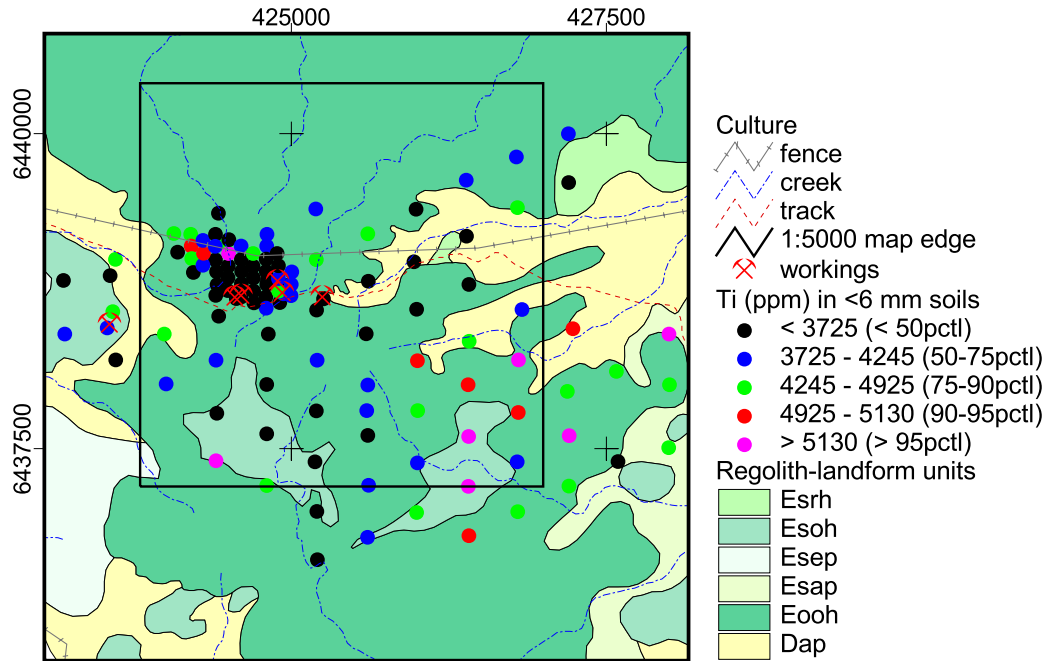 425000 427500
6440000
6437500
Culture
fence
creek
track
1:5000 map edge
workings
Ti (ppm) in <6 mm soils
< 3725 (< 50pctl)
3725 - 4245 (50-75pctl)
4245 - 4925 (75-90pctl)
4925 - 5130 (90-95pctl)
> 5130 (> 95pctl)
Regolith-landform units
Esrh
Esoh
Esep
Esap
Eooh
Dap